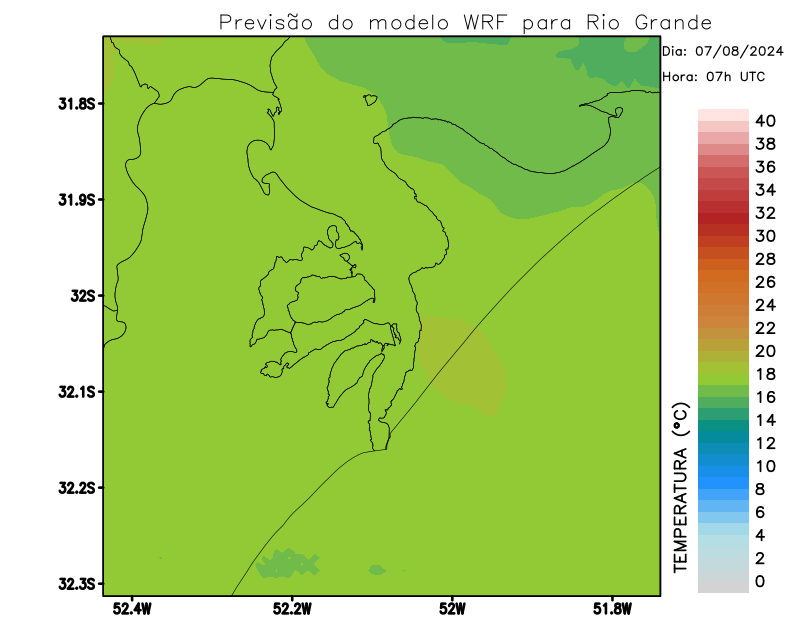 Previsão do modelo WRF para Rio Grande
Dia: 07/08/2024
Hora: 07h UTC
31.8S
31.9S
32S
32.1S
32.2S
32.3S
52.4W
52.2W
52W
51.8W
TEMPERATURA (°C)
40
38
36
34
32
30
28
26
24
22
20
18
16
14
12
10
8
6
4
2
0